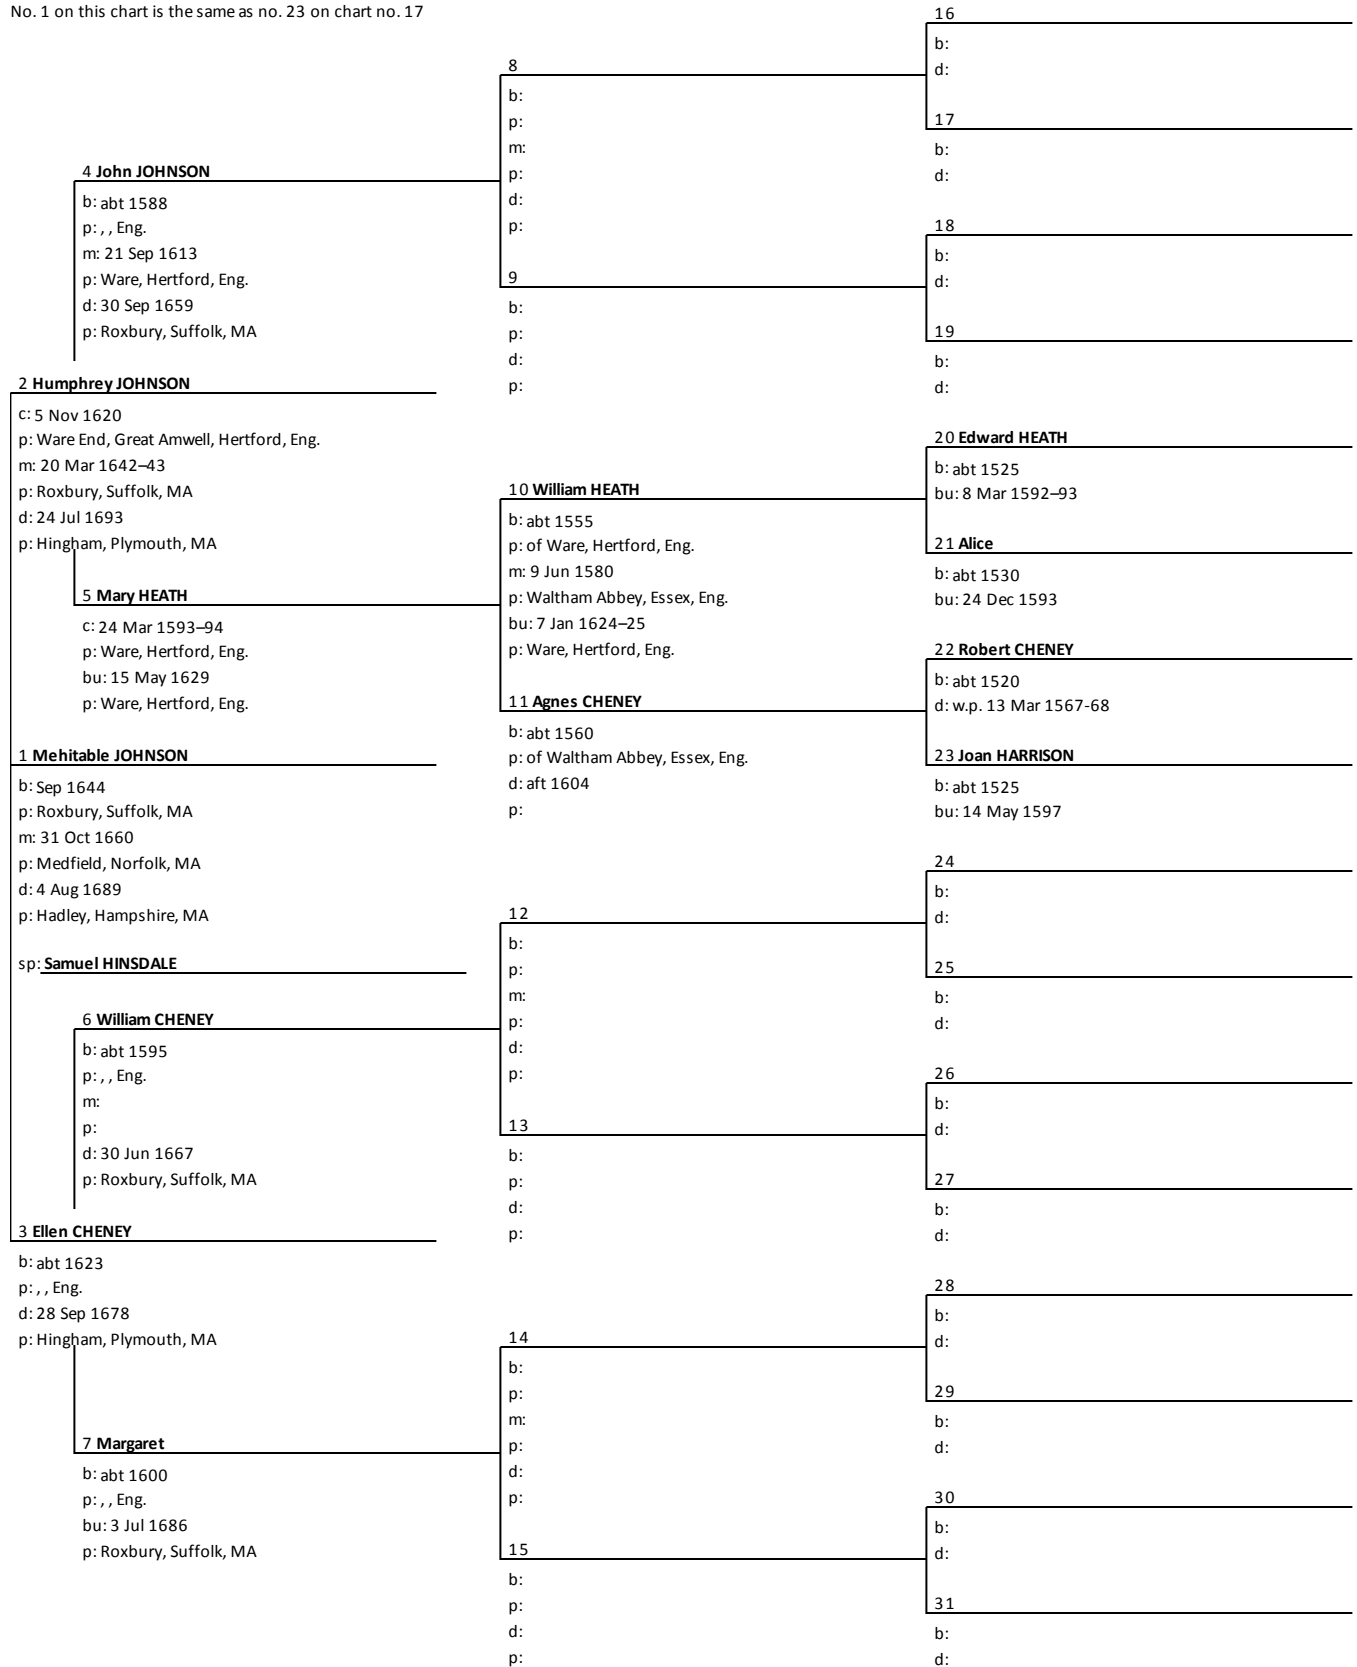 No. 1 on this chart is the same as no. 23 on chart no. 17
16
b:
d:
8
b:
p:
m:
p:
d:
p:
17
b:
d:
4 John JOHNSON
b: abt 1588
p: , , Eng.
m: 21 Sep 1613
p: Ware, Hertford, Eng.
d: 30 Sep 1659
p: Roxbury, Suffolk, MA
18
b:
d:
9
b:
p:
d:
p:
19
b:
d:
2 Humphrey JOHNSON
c: 5 Nov 1620
p: Ware End, Great Amwell, Hertford, Eng.
m: 20 Mar 1642–43
p: Roxbury, Suffolk, MA
d: 24 Jul 1693
p: Hingham, Plymouth, MA
20 Edward HEATH
b: abt 1525
bu: 8 Mar 1592–93
10 William HEATH
b: abt 1555
p: of Ware, Hertford, Eng.
m: 9 Jun 1580
p: Waltham Abbey, Essex, Eng.
bu: 7 Jan 1624–25
p: Ware, Hertford, Eng.
21 Alice
b: abt 1530
bu: 24 Dec 1593
5 Mary HEATH
c: 24 Mar 1593–94
p: Ware, Hertford, Eng.
bu: 15 May 1629
p: Ware, Hertford, Eng.
22 Robert CHENEY
b: abt 1520
d: w.p. 13 Mar 1567-68
11 Agnes CHENEY
b: abt 1560
p: of Waltham Abbey, Essex, Eng.
d: aft 1604
p:
23 Joan HARRISON
b: abt 1525
bu: 14 May 1597
1 Mehitable JOHNSON
b: Sep 1644
p: Roxbury, Suffolk, MA
m: 31 Oct 1660
p: Medfield, Norfolk, MA
d: 4 Aug 1689
p: Hadley, Hampshire, MA
sp: Samuel HINSDALE
24
b:
d:
12
b:
p:
m:
p:
d:
p:
25
b:
d:
6 William CHENEY
b: abt 1595
p: , , Eng.
m:
p:
d: 30 Jun 1667
p: Roxbury, Suffolk, MA
26
b:
d:
13
b:
p:
d:
p:
27
b:
d:
3 Ellen CHENEY
b: abt 1623
p: , , Eng.
d: 28 Sep 1678
p: Hingham, Plymouth, MA
28
b:
d:
14
b:
p:
m:
p:
d:
p:
29
b:
d:
7 Margaret
b: abt 1600
p: , , Eng.
bu: 3 Jul 1686
p: Roxbury, Suffolk, MA
30
b:
d:
15
b:
p:
d:
p:
31
b:
d: